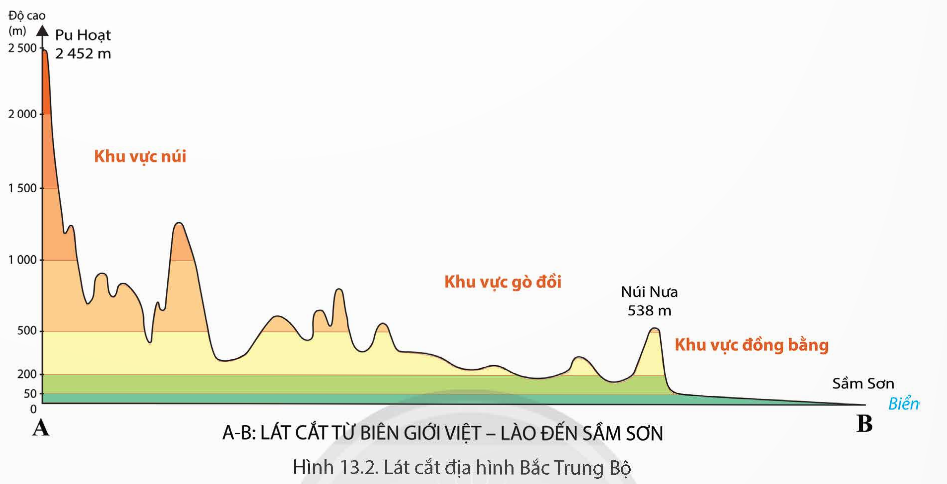 Độ cao
(m)
Pu Hoạt
2 452 m
2 500
2 000
Khu vực núi
1 500
1 000
Khu vực gò đồi
Núi Nưa
538 m
500
Khu vực đồng bằng
200
Sầm Sơn
50
Biển
0
A
B
A-B: LÁT CẮT TỪ BIÊN GIỚI VIỆT – LÀO ĐẾN SẦM SƠN
Hình 13.2. Lát cắt địa hình Bắc Trung Bộ